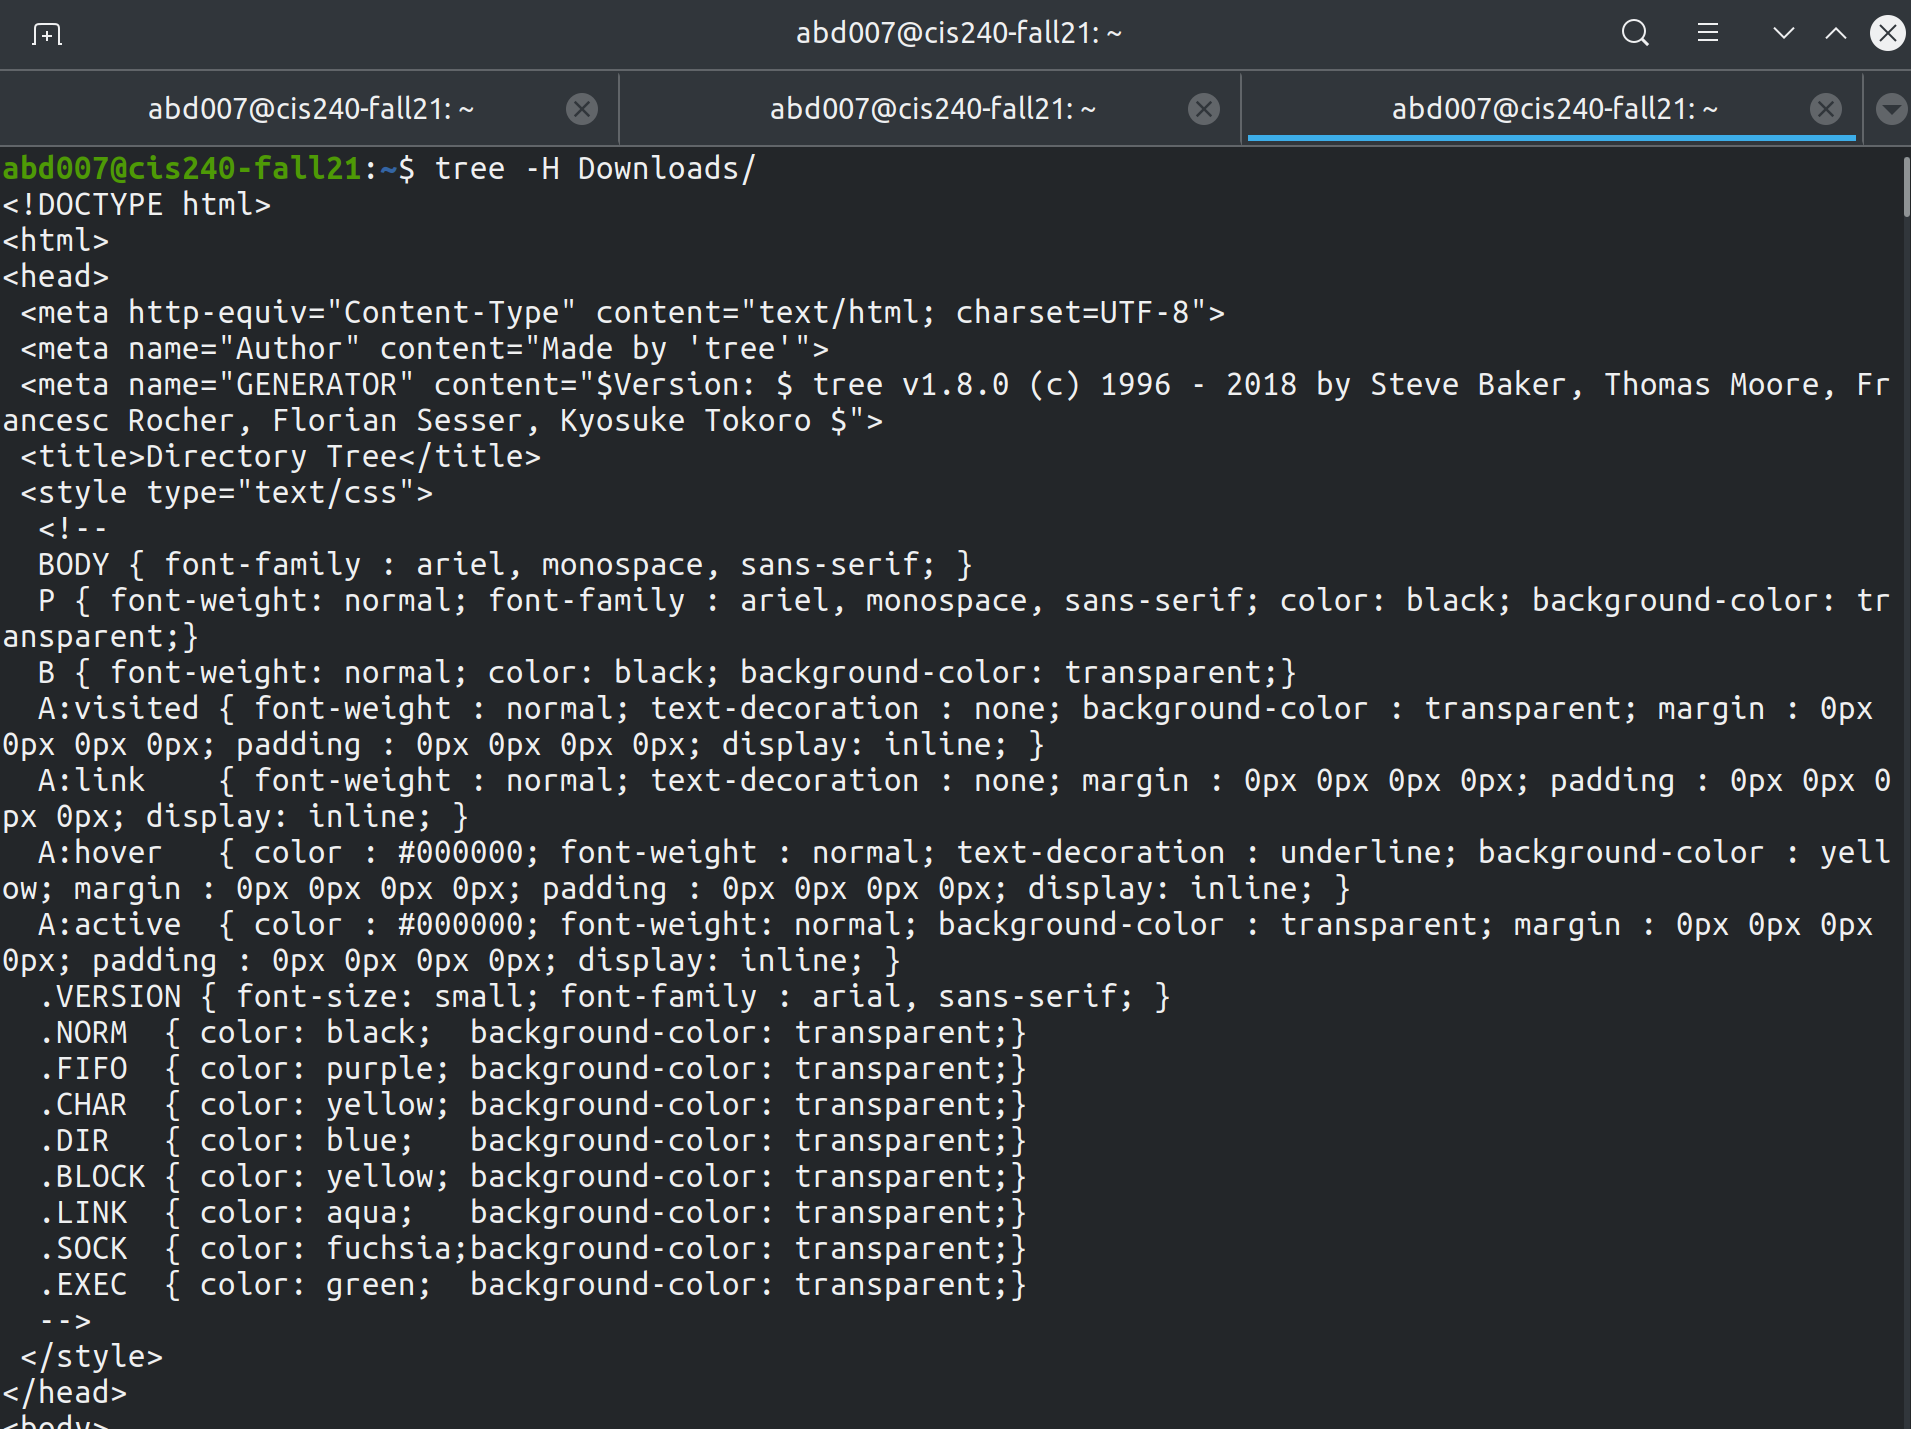 abd007@cis240-fall21: ~
abd007@cis240-fall21: ~
abd007@cis240-fall21: ~
abd007@cis240-fall21: ~
abd007@cis240-fall21:~$ tree -H Downloads/
<!DOCTYPE html>
<html>
<head>
 <meta http-equiv="Content-Type" content="text/html; charset=UTF-8">
 <meta name="Author" content="Made by 'tree'">
 <meta name="GENERATOR" content="$Version: $ tree v1.8.0 (c) 1996 - 2018 by Steve Baker, Thomas Moore, Fr
ancesc Rocher, Florian Sesser, Kyosuke Tokoro $">
 <title>Directory Tree</title>
 <style type="text/css">
  <!--
  BODY { font-family : ariel, monospace, sans-serif; }
  P { font-weight: normal; font-family : ariel, monospace, sans-serif; color: black; background-color: tr
ansparent;}
  B { font-weight: normal; color: black; background-color: transparent;}
  A:visited { font-weight : normal; text-decoration : none; background-color : transparent; margin : 0px
0px 0px 0px; padding : 0px 0px 0px 0px; display: inline; }
  A:link    { font-weight : normal; text-decoration : none; margin : 0px 0px 0px 0px; padding : 0px 0px 0
px 0px; display: inline; }
  A:hover   { color : #000000; font-weight : normal; text-decoration : underline; background-color : yell
ow; margin : 0px 0px 0px 0px; padding : 0px 0px 0px 0px; display: inline; }
  A:active  { color : #000000; font-weight: normal; background-color : transparent; margin : 0px 0px 0px
0px; padding : 0px 0px 0px 0px; display: inline; }
  .VERSION { font-size: small; font-family : arial, sans-serif; }
  .NORM  { color: black;  background-color: transparent;}
  .FIFO  { color: purple; background-color: transparent;}
  .CHAR  { color: yellow; background-color: transparent;}
  .DIR   { color: blue;   background-color: transparent;}
  .BLOCK { color: yellow; background-color: transparent;}
  .LINK  { color: aqua;   background-color: transparent;}
  .SOCK  { color: fuchsia;background-color: transparent;}
  .EXEC  { color: green;  background-color: transparent;}
  -->
 </style>
</head>
<body>